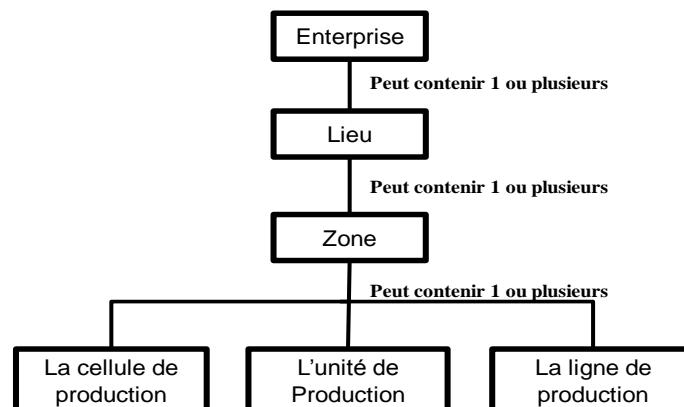 Enterprise
Peut contenir 1 ou plusieurs
Lieu
Peut contenir 1 ou plusieurs
Zone
Peut contenir 1 ou plusieurs
La cellule de
production
L'unité de
Production
La ligne de
production